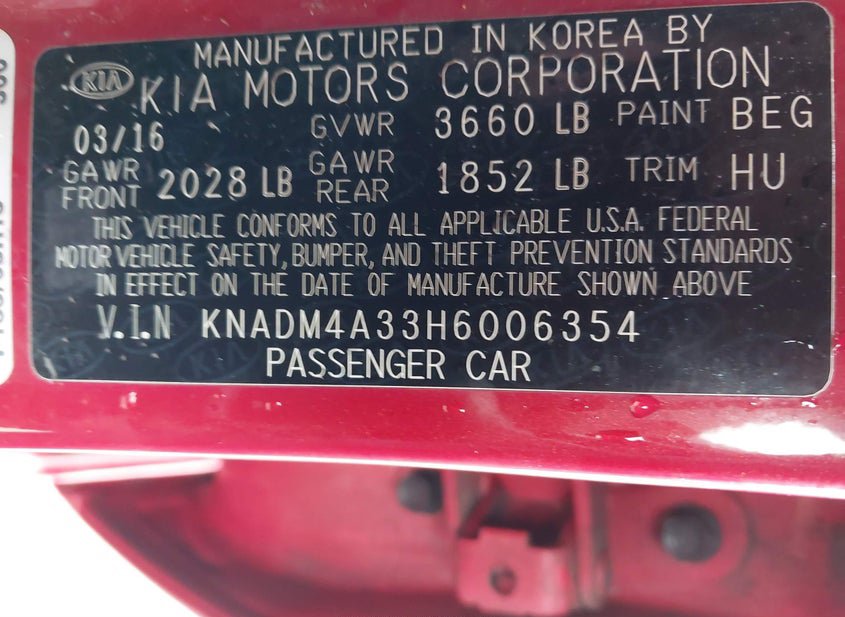 MANUFACTURED IN KOREA BY
KIA
KIA MOTORS CORPORATION
03/16 GVWR 3660 LB PAINT BEG
GAWR FRONT 2028 LB GAWR REAR 1852 LB TRIM HU
THIS VEHICLE CONFORMS TO ALL APPLICABLE U.S.A. FEDERAL
MOTOR VEHICLE SAFETY, BUMPER, AND THEFT PREVENTION STANDARDS
IN EFFECT ON THE DATE OF MANUFACTURE SHOWN ABOVE
V.I.N KNADM4A33H6006354
PASSENGER CAR